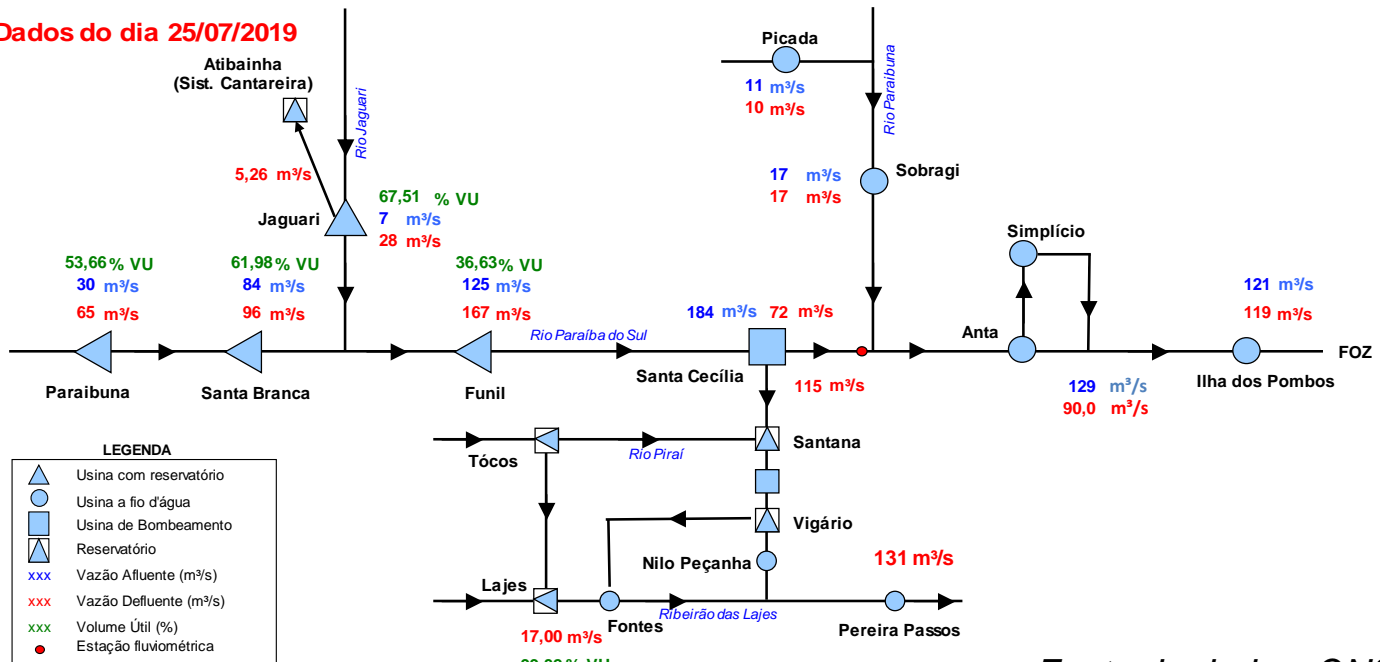 Dados do dia 25/07/2019
Atibainha
(Sist. Cantareira)
Rio Jaguari
5,26 m³/s
Jaguari
67,51 % VU
7 m³/s
28 m³/s
Picada
11 m³/s
10 m³/s
Rio Paraibuna
17 m³/s
17 m³/s
Sobragi
Simplício
53,66% VU
30 m³/s
65 m³/s
Paraibuna
61,98% VU
84 m³/s
96 m³/s
Santa Branca
36,63% VU
125 m³/s
167 m³/s
Funil
Rio Paraíba do Sul
184 m³/s 72 m³/s
Santa Cecília
115 m³/s
Anta
129 m³/s
90,0 m³/s
121 m³/s
119 m³/s
Ilha dos Pombos
FOZ
Tócos
Rio Piraí
Santana
Vigário
Nilo Peçanha
131 m³/s
Lajes
17,00 m³/s
Fontes
Ribeirão das Lajes
Pereira Passos
LEGENDA
Usina com reservatório
Usina a fio d'água
Usina de Bombeamento
Reservatório
xxx Vazão Afluente (m³/s)
xxx Vazão Defluente (m³/s)
xxx Volume Útil (%)
Estação fluviométrica